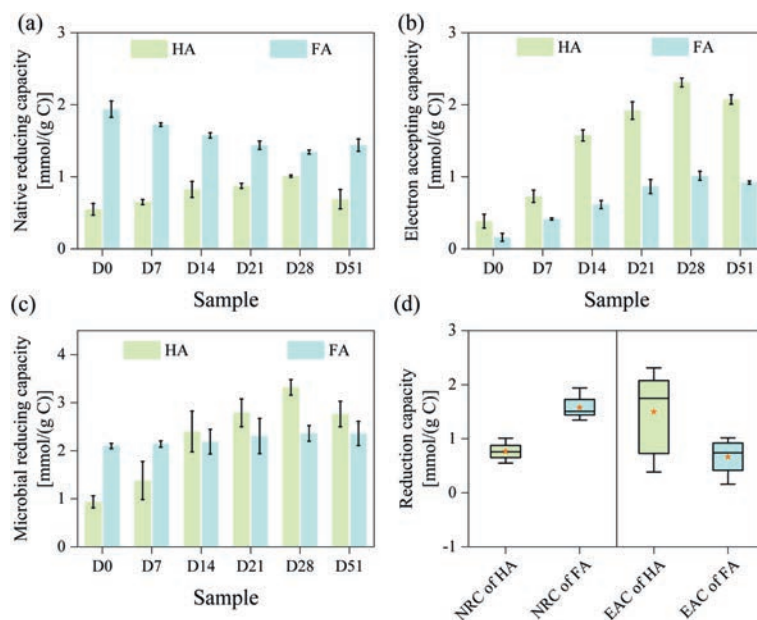 (a)
3
2
1
0
Native reducing capacity
[mmol/(g C)]
HA FA
D0 D7 D14 D21 D28 D51
Sample
(b)
3
2
1
0
Electron accepting capacity
[mmol/(g C)]
HA FA
D0 D7 D14 D21 D28 D51
Sample
(c)
4
3
2
1
0
Microbial reducing capacity
[mmol/(g C)]
HA FA
D0 D7 D14 D21 D28 D51
Sample
(d)
3
2
1
0
-1
Reduction capacity
[mmol/(g C)]
NRC of HA NRC of FA EAC of HA EAC of FA